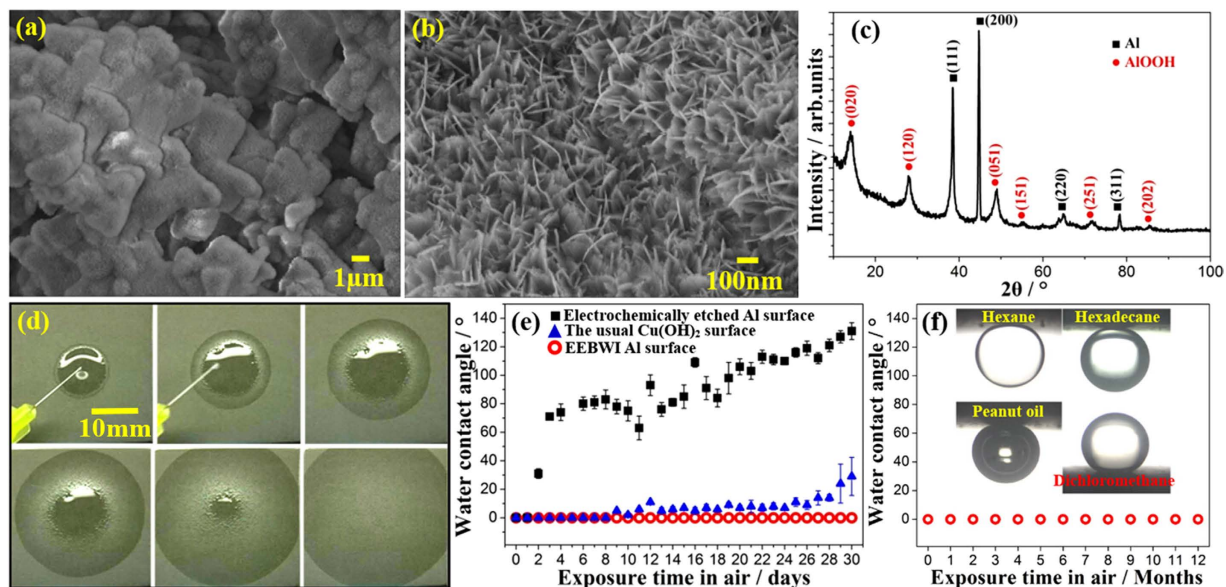 (a)
1μm
(b)
100nm
(c)
Intensity / arb.units
(020)
(120)
(111)
(200)
(051)
(151)
(220)
(251)
(311)
(202)
Al
AlOOH
20 40 60 80 100
2θ / °
(d)
10mm
(e)
Water contact angle / °
140
120
100
80
60
40
20
0
Electrochemically etched Al surface
The usual Cu(OH)₂ surface
EEBWI Al surface
0 2 4 6 8 10 12 14 16 18 20 22 24 26 28 30
Exposure time in air / days
(f)
Water contact angle / °
140
120
100
80
60
40
20
0
Hexane
Hexadecane
Peanut oil
Dichloromethane
0 1 2 3 4 5 6 7 8 9 10 11 12
Exposure time in air / Months